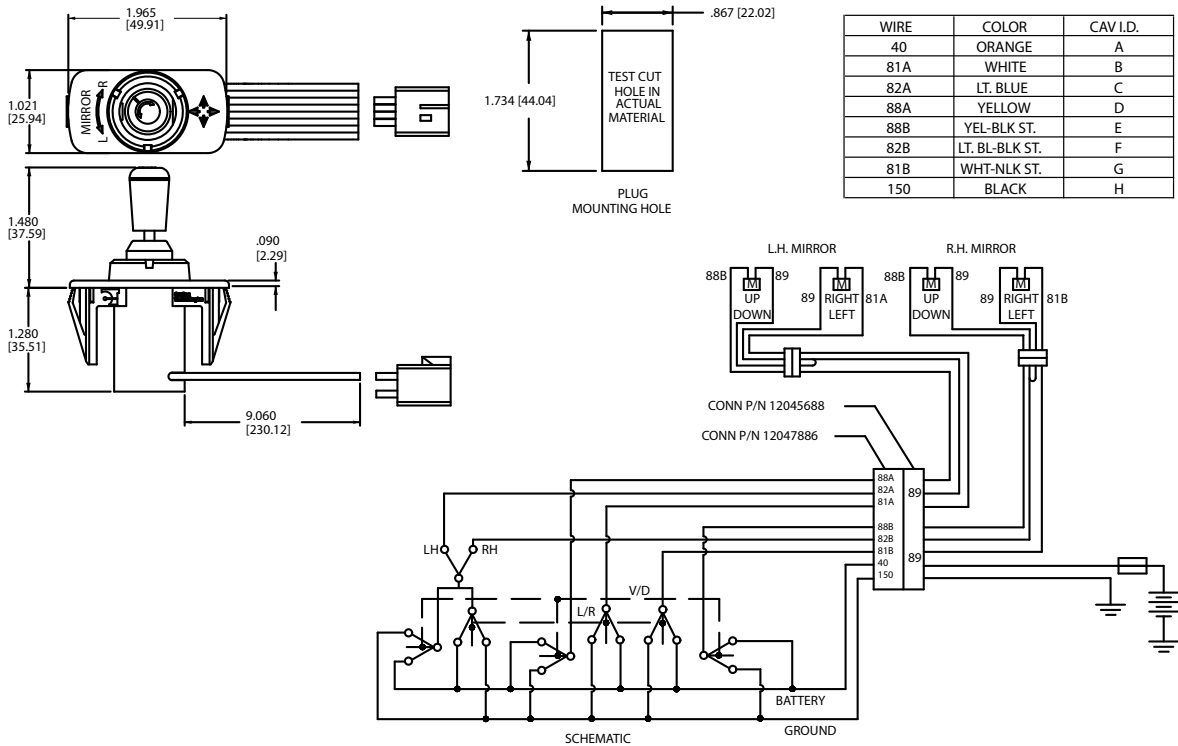 1.965
[49.91]
1.021
[25.94]
MIRROR
L
R
1.480
[37.59]
.090
[2.29]
1.280
[35.51]
9.060
[230.12]
.867 [22.02]
1.734 [44.04]
TEST CUT
HOLE IN
ACTUAL
MATERIAL
PLUG
MOUNTING HOLE
WIRE COLOR CAV I.D.
40 ORANGE A
81A WHITE B
82A LT. BLUE C
88A YELLOW D
88B YEL-BLK ST. E
82B LT. BL-BLK ST. F
81B WHT-NLK ST. G
150 BLACK H
L.H. MIRROR R.H. MIRROR
88B M 89 M 88B M 89 M
UP 89 RIGHT 81A UP 89 RIGHT 81B
DOWN LEFT DOWN LEFT
CONN P/N 12045688
CONN P/N 12047886
88A
82A 89
81A
88B
82B
81B 89
40
150
LH RH
V/D
L/R
BATTERY
GROUND
SCHEMATIC